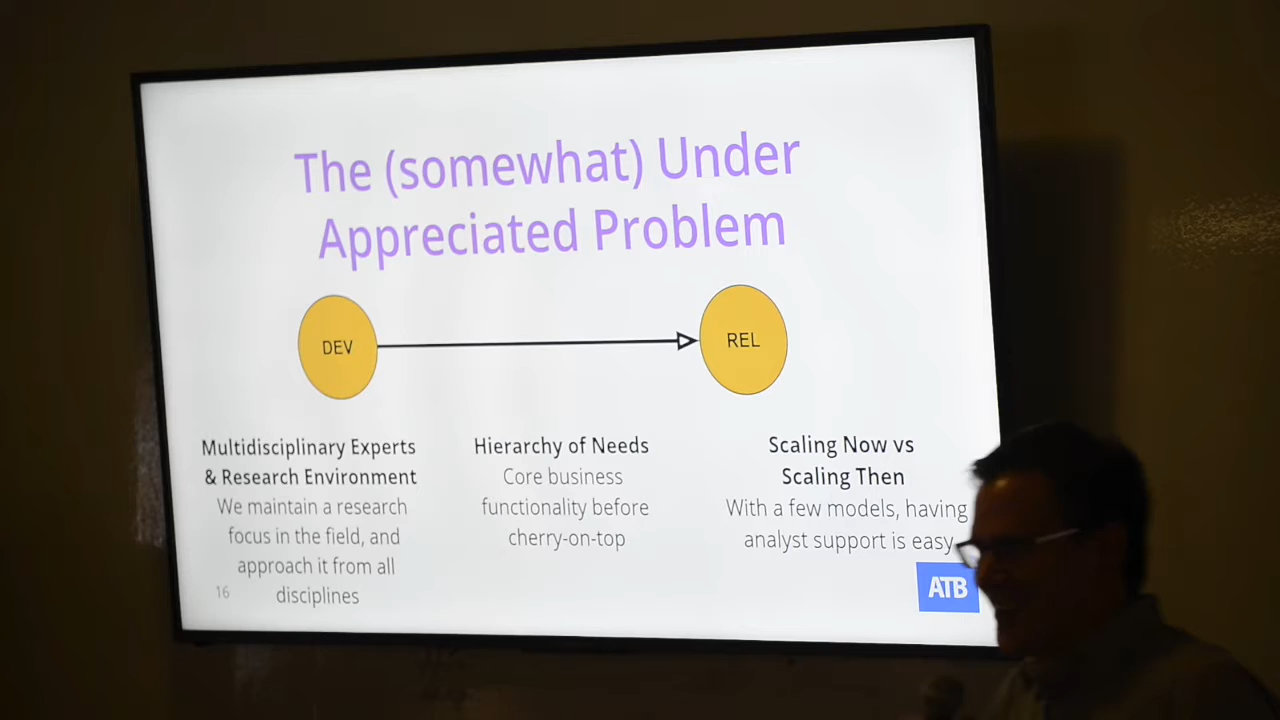 The (somewhat) Under
Appreciated Problem
DEV
REL
Multidisciplinary Experts
& Research Environment
We maintain a research
focus in the field, and
approach it from all
disciplines
Hierarchy of Needs
Core business
functionality before
cherry-on-top
Scaling Now vs
Scaling Then
With a few models, having
analyst support is easy
16
ATB